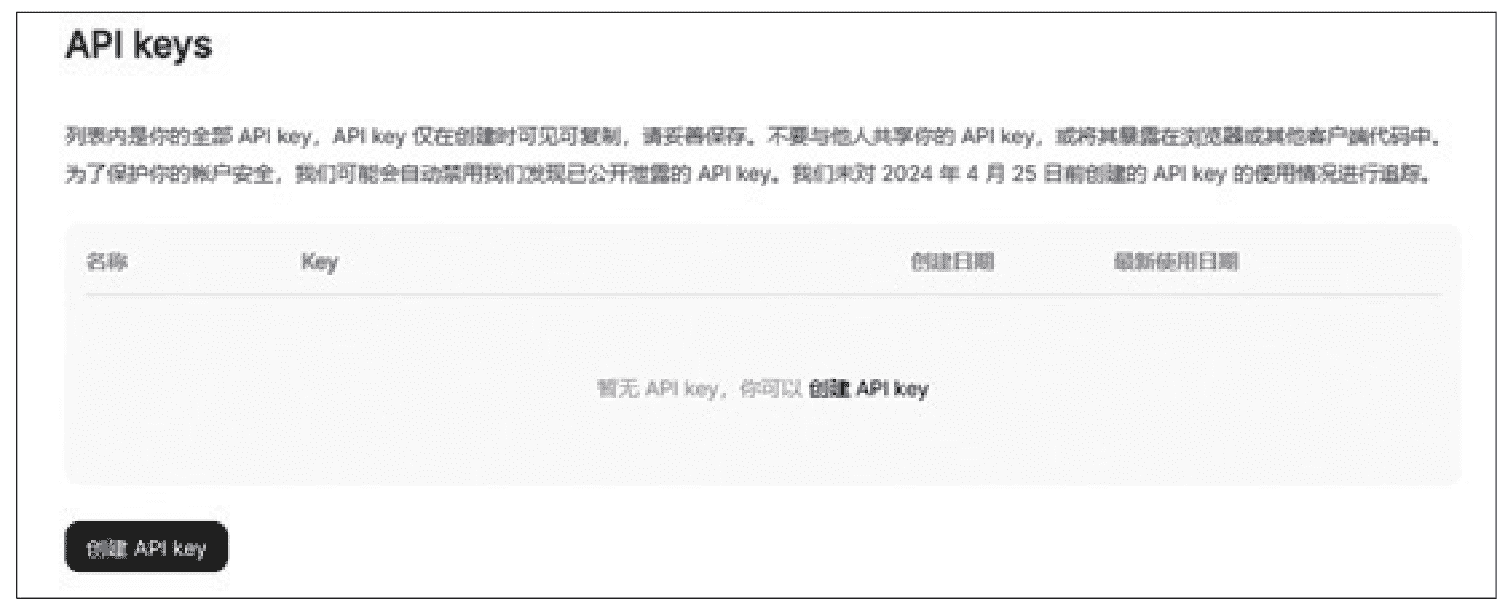 API keys
列表内是你的全部 API key，API key 仅在创建时可见可复制，请妥善保存。不要与他人共享你的 API key，或将其暴露在浏览器或其他客户端代码中。
为了保护你的帐户安全，我们可能会自动禁用我们发现已公开泄露的 API key。我们未对 2024 年 4 月 25 日前创建的 API key 的使用情况进行追踪。
名称 Key 创建日期 最新使用日期
暂无 API key，你可以 创建 API key
创建 API key